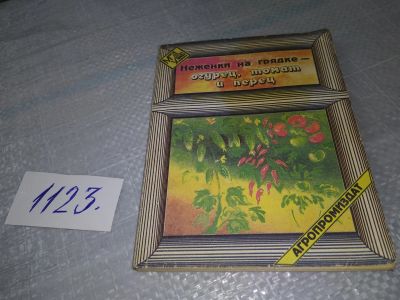 Неженки на грядке —
огурец, томат
и перец
АГРОПРОМИЗДАТ
1123.